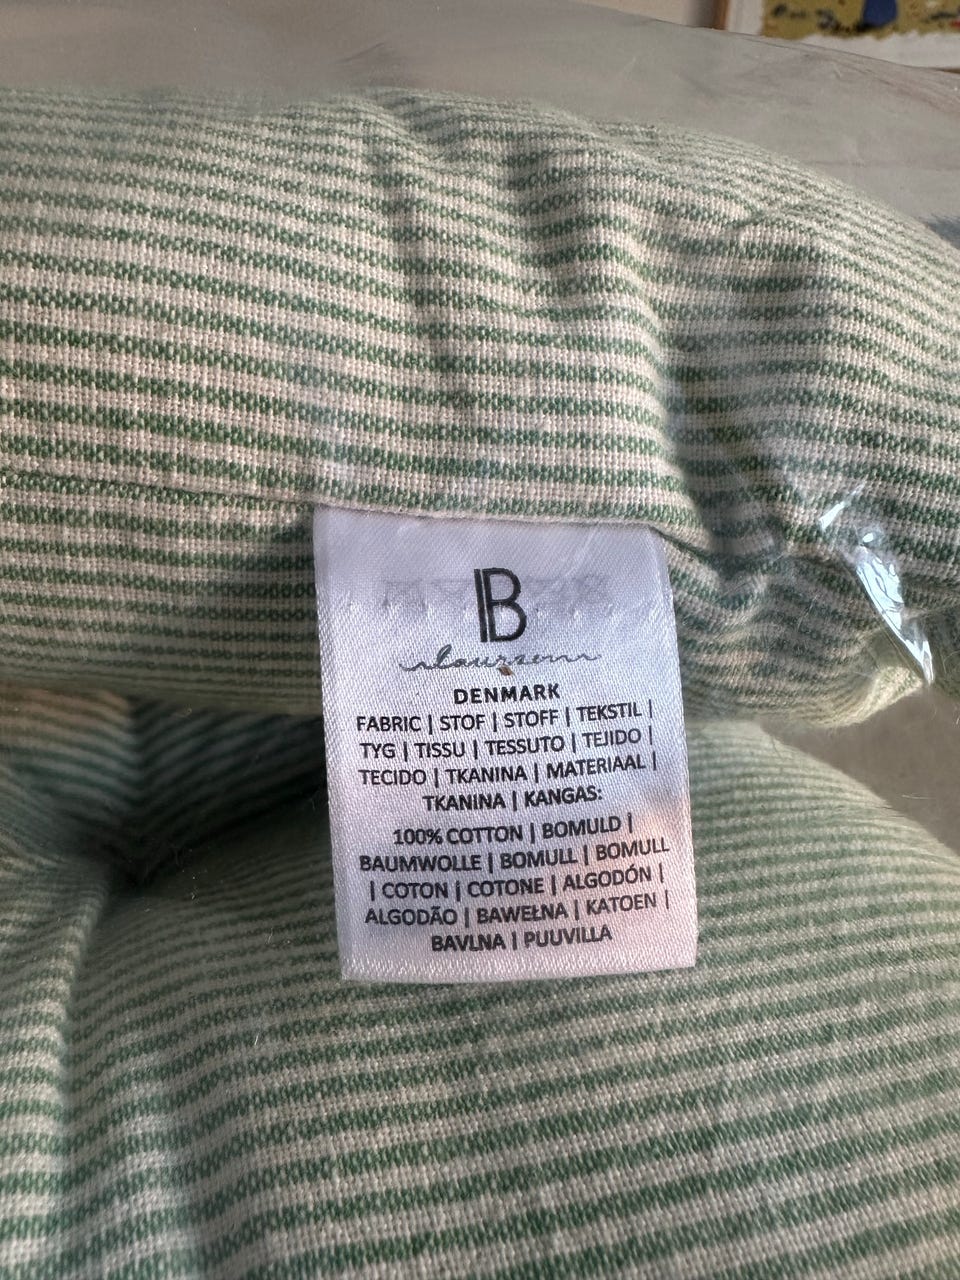 B
DENMARK
FABRIC | STOF | STOFF | TEKSTIL |
TYG | TISSU | TESSUTO | TEJIDO |
TECIDO | TKANINA | MATERIAAL |
TKANINA | KANGAS:
100% COTTON | BOMULD |
BAUMWOLLE | BOMULL | BOMULL
| COTON | COTONE | ALGODÓN |
ALGODÃO | BAWEŁNA | KATOEN |
BAVLNA | PUUVILLA